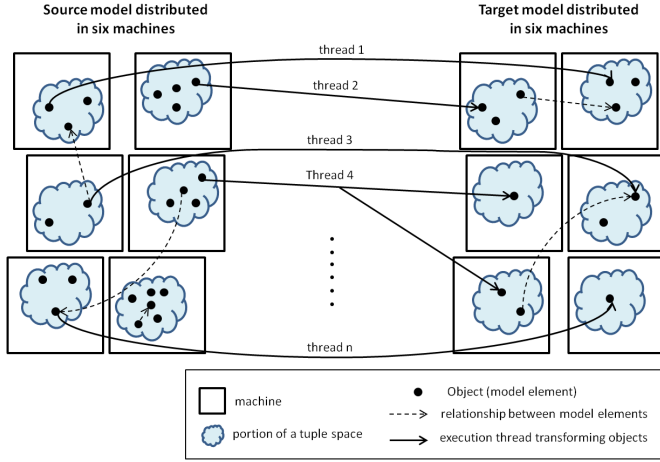 Source model distributed
in six machines
Target model distributed
in six machines
thread 1
thread 2
thread 3
Thread 4
thread n
machine
portion of a tuple space
Object (model element)
relationship between model elements
execution thread transforming objects